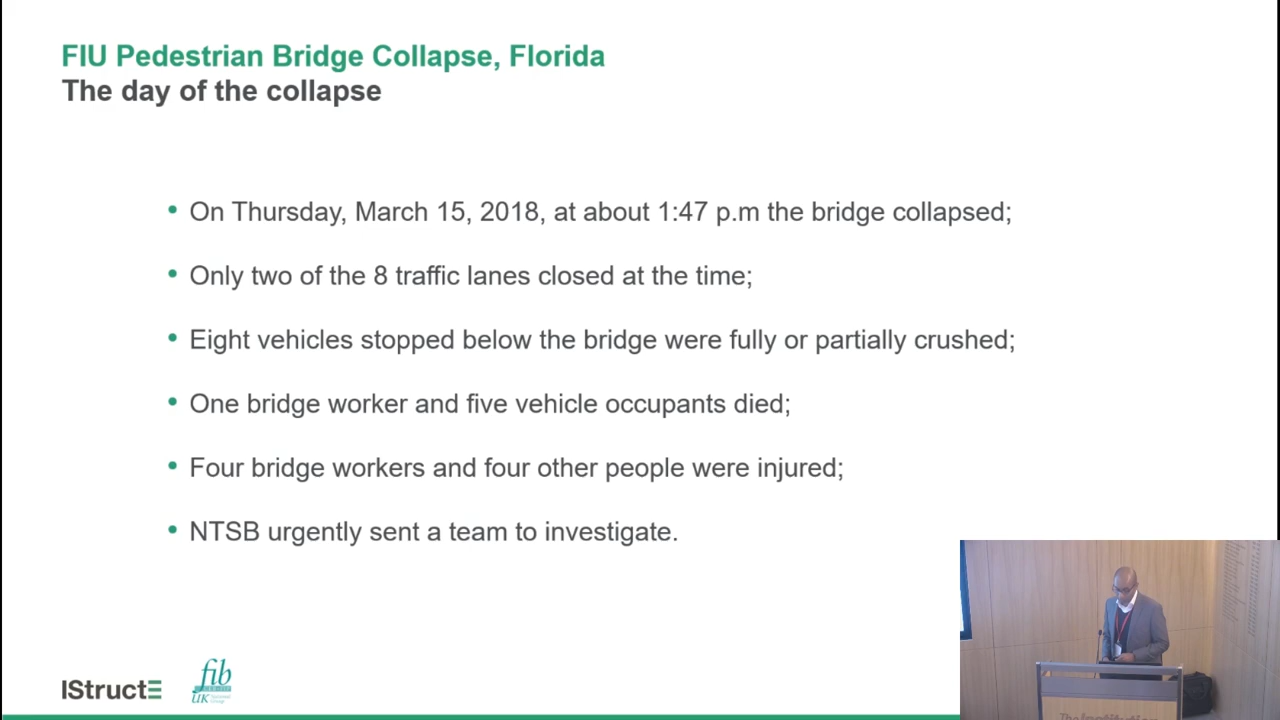 FIU Pedestrian Bridge Collapse, Florida
The day of the collapse
• On Thursday, March 15, 2018, at about 1:47 p.m the bridge collapsed;
• Only two of the 8 traffic lanes closed at the time;
• Eight vehicles stopped below the bridge were fully or partially crushed;
• One bridge worker and five vehicle occupants died;
• Four bridge workers and four other people were injured;
• NTSB urgently sent a team to investigate.
IStructE
fib
UK